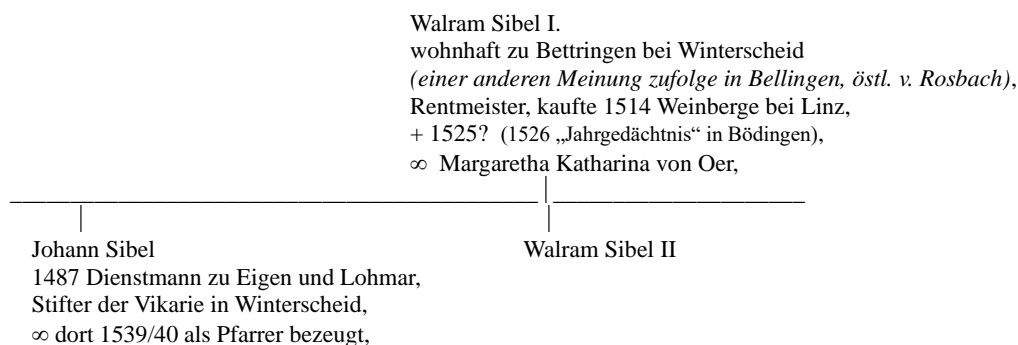 Walram Sibel I.
wohnhaft zu Bettringen bei Winterscheid
(einer anderen Meinung zufolge in Bellingen, östl. v. Rosbach),
Rentmeister, kaufte 1514 Weinberge bei Linz,
+ 1525? (1526 „Jahrgedächtnis“ in Bödingen),
∞ Margaretha Katharina von Oer,
Johann Sibel
Walram Sibel II
1487 Dienstmann zu Eigen und Lohmar,
Stifter der Vikarie in Winterscheid,
∞ dort 1539/40 als Pfarrer bezeugt,